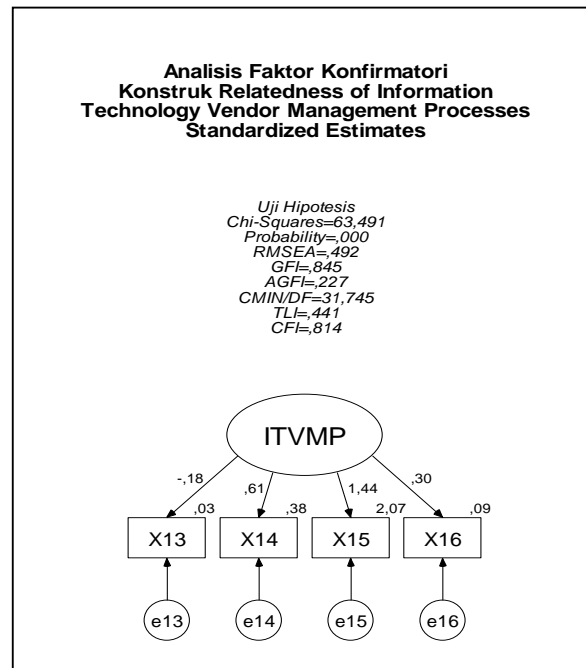 Analisis Faktor Konfirmatori
Konstruk Relatedness of Information
Technology Vendor Management Processes
Standardized Estimates
Uji Hipotesis
Chi-Squares=63,491
Probability=,000
RMSEA=,492
GFI=,845
AGFI=,227
CMIN/DF=31,745
TLI=,441
CFI=,814
ITVMP
-,18 ,61 1,44 ,30
,03 ,38 2,07 ,09
X13 X14 X15 X16
e13 e14 e15 e16